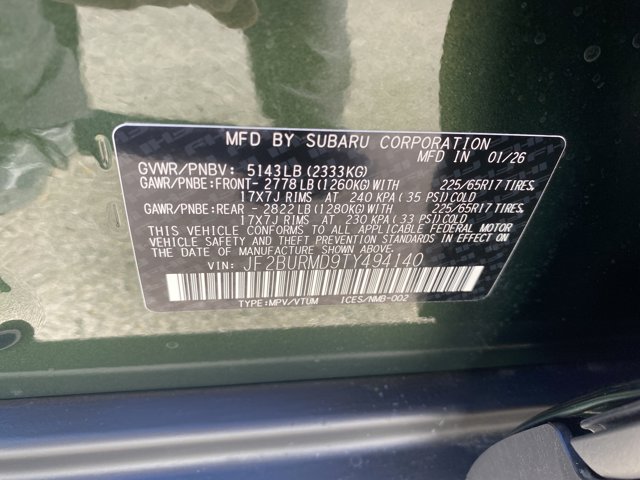 MFD BY SUBARU CORPORATION
MFD IN 01/26
GVWR/PNBV: 5143LB (2333KG)
GAWR/PNBE:FRONT- 2778LB (1260KG)WITH 225/65R17 TIRES,
17X7J RIMS AT 240 KPA (35 PSI)COLD
GAWR/PNBE:REAR - 2822LB (1280KG)WITH 225/65R17 TIRES,
17X7J RIMS AT 230 KPA (33 PSI)COLD
THIS VEHICLE CONFORMS TO ALL APPLICABLE FEDERAL MOTOR
VEHICLE SAFETY AND THEFT PREVENTION STANDARDS IN EFFECT ON
THE DATE OF MANUFACTURE SHOWN ABOVE.
VIN: JF2BURMD9TY494140
TYPE:MPV/VTUM ICES/NMB-002